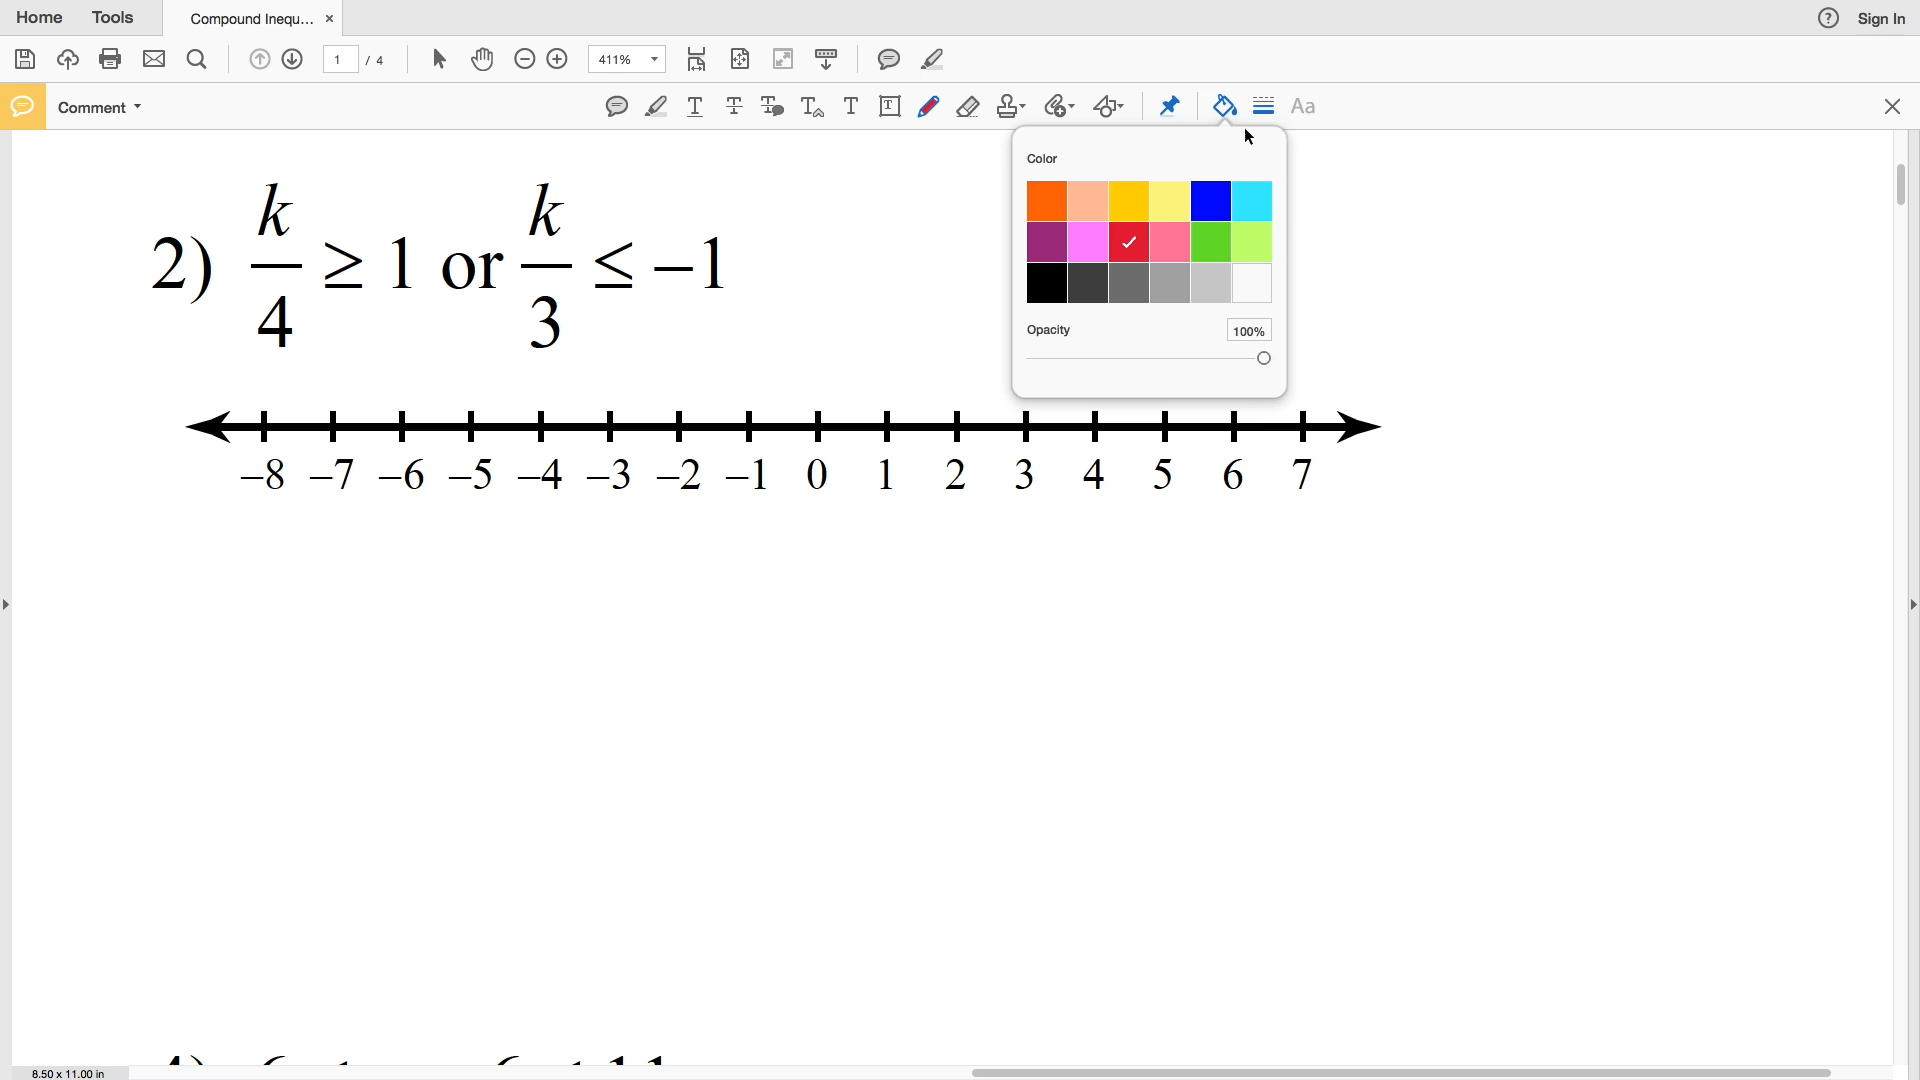 Home Tools Compound Inequ... × Sign In
1 / 4 411%
Comment Aa
Color
2) k/4 ≥ 1 or k/3 ≤ −1
Opacity 100%
−8 −7 −6 −5 −4 −3 −2 −1 0 1 2 3 4 5 6 7
8.50 x 11.00 in